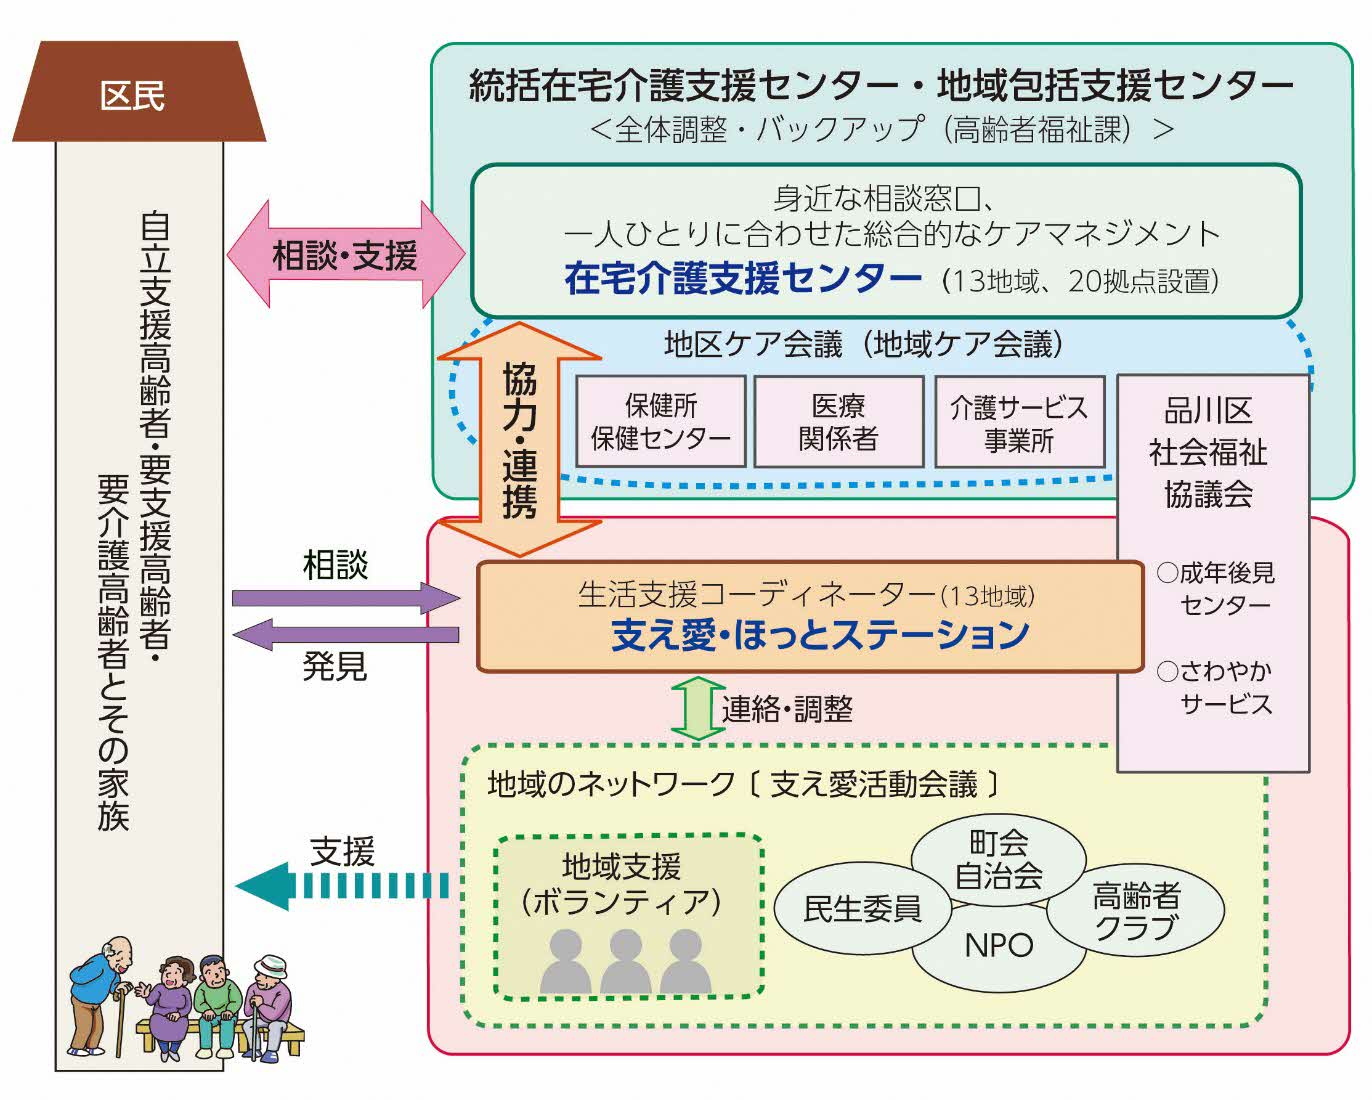 区民
自立支援高齢者・要支援高齢者・
要介護高齢者とその家族
統括在宅介護支援センター・地域包括支援センター
＜全体調整・バックアップ（高齢者福祉課）＞
身近な相談窓口、
一人ひとりに合わせた総合的なケアマネジメント
在宅介護支援センター（13地域、20拠点設置）
相談・支援
地区ケア会議（地域ケア会議）
保健所
保健センター
医療
関係者
介護サービス
事業所
品川区
社会福祉
協議会
○成年後見
センター
○さわやか
サービス
協力・連携
相談
発見
生活支援コーディネーター（13地域）
支え愛・ほっとステーション
連絡・調整
地域のネットワーク〔支え愛活動会議〕
支援
地域支援
（ボランティア）
町会
自治会
民生委員
高齢者
クラブ
NPO